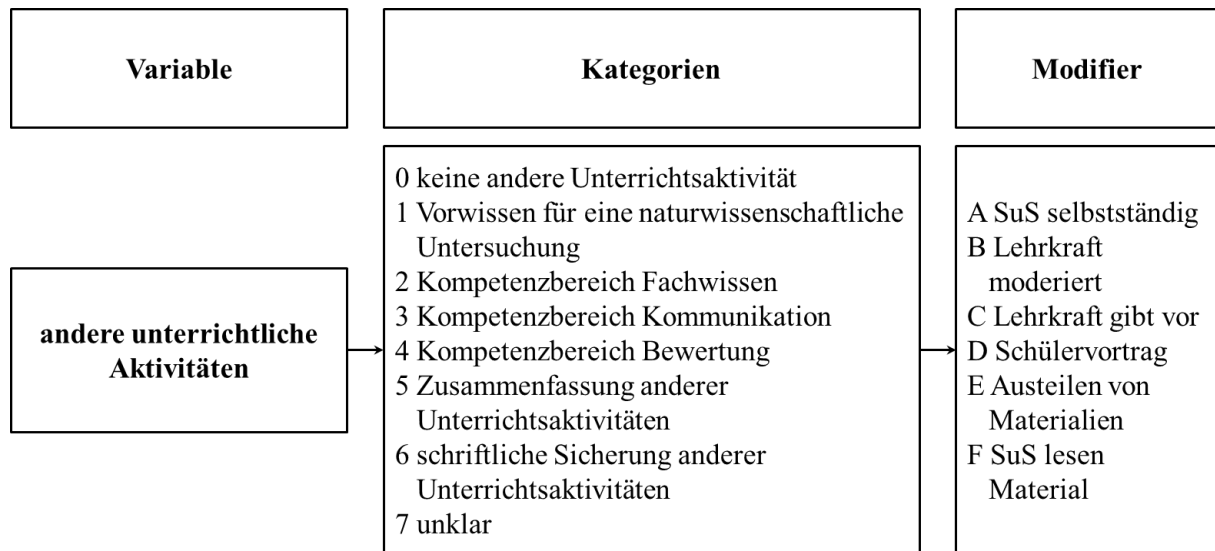 Variable
Kategorien
Modifier
andere unterrichtliche
Aktivitäten
0 keine andere Unterrichtsaktivität
1 Vorwissen für eine naturwissenschaftliche
Untersuchung
2 Kompetenzbereich Fachwissen
3 Kompetenzbereich Kommunikation
4 Kompetenzbereich Bewertung
5 Zusammenfassung anderer
Unterrichtsaktivitäten
6 schriftliche Sicherung anderer
Unterrichtsaktivitäten
7 unklar
A SuS selbstständig
B Lehrkraft
moderiert
C Lehrkraft gibt vor
D Schülervortrag
E Austeilen von
Materialien
F SuS lesen
Material